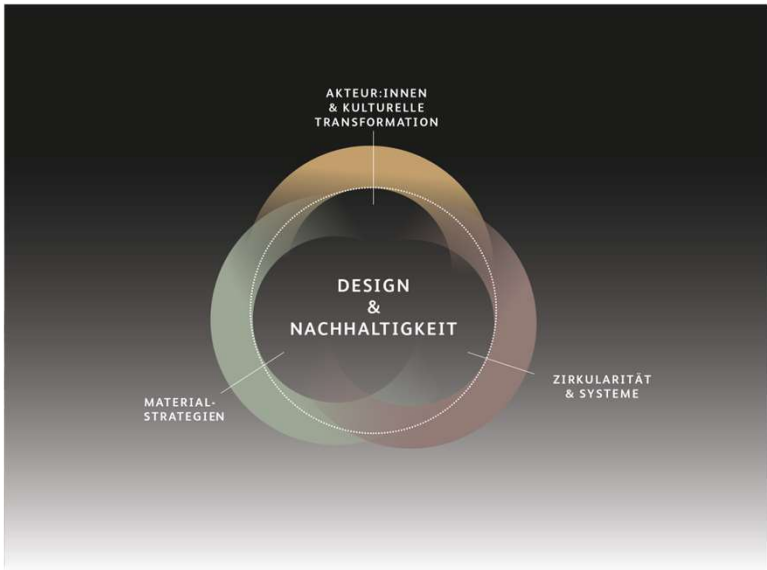 AKTEUR:INNEN
& KULTURELLE
TRANSFORMATION
DESIGN
&
NACHHALTIGKEIT
ZIRKULARITÄT
& SYSTEME
MATERIAL-
STRATEGIEN